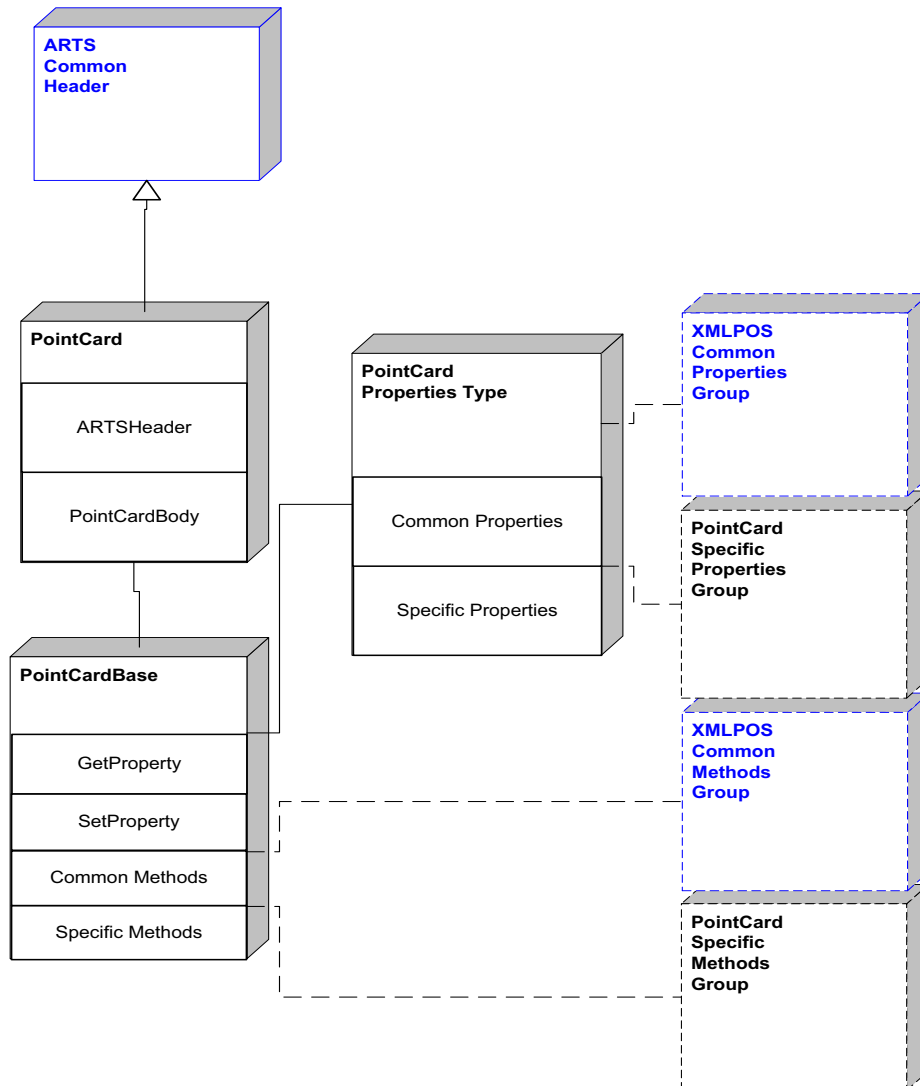 ARTS
Common
Header
PointCard
ARTSHeader
PointCardBody
PointCard
Properties Type
Common Properties
Specific Properties
XMLPOS
Common
Properties
Group
PointCard
Specific
Properties
Group
PointCardBase
GetProperty
SetProperty
Common Methods
Specific Methods
XMLPOS
Common
Methods
Group
PointCard
Specific
Methods
Group